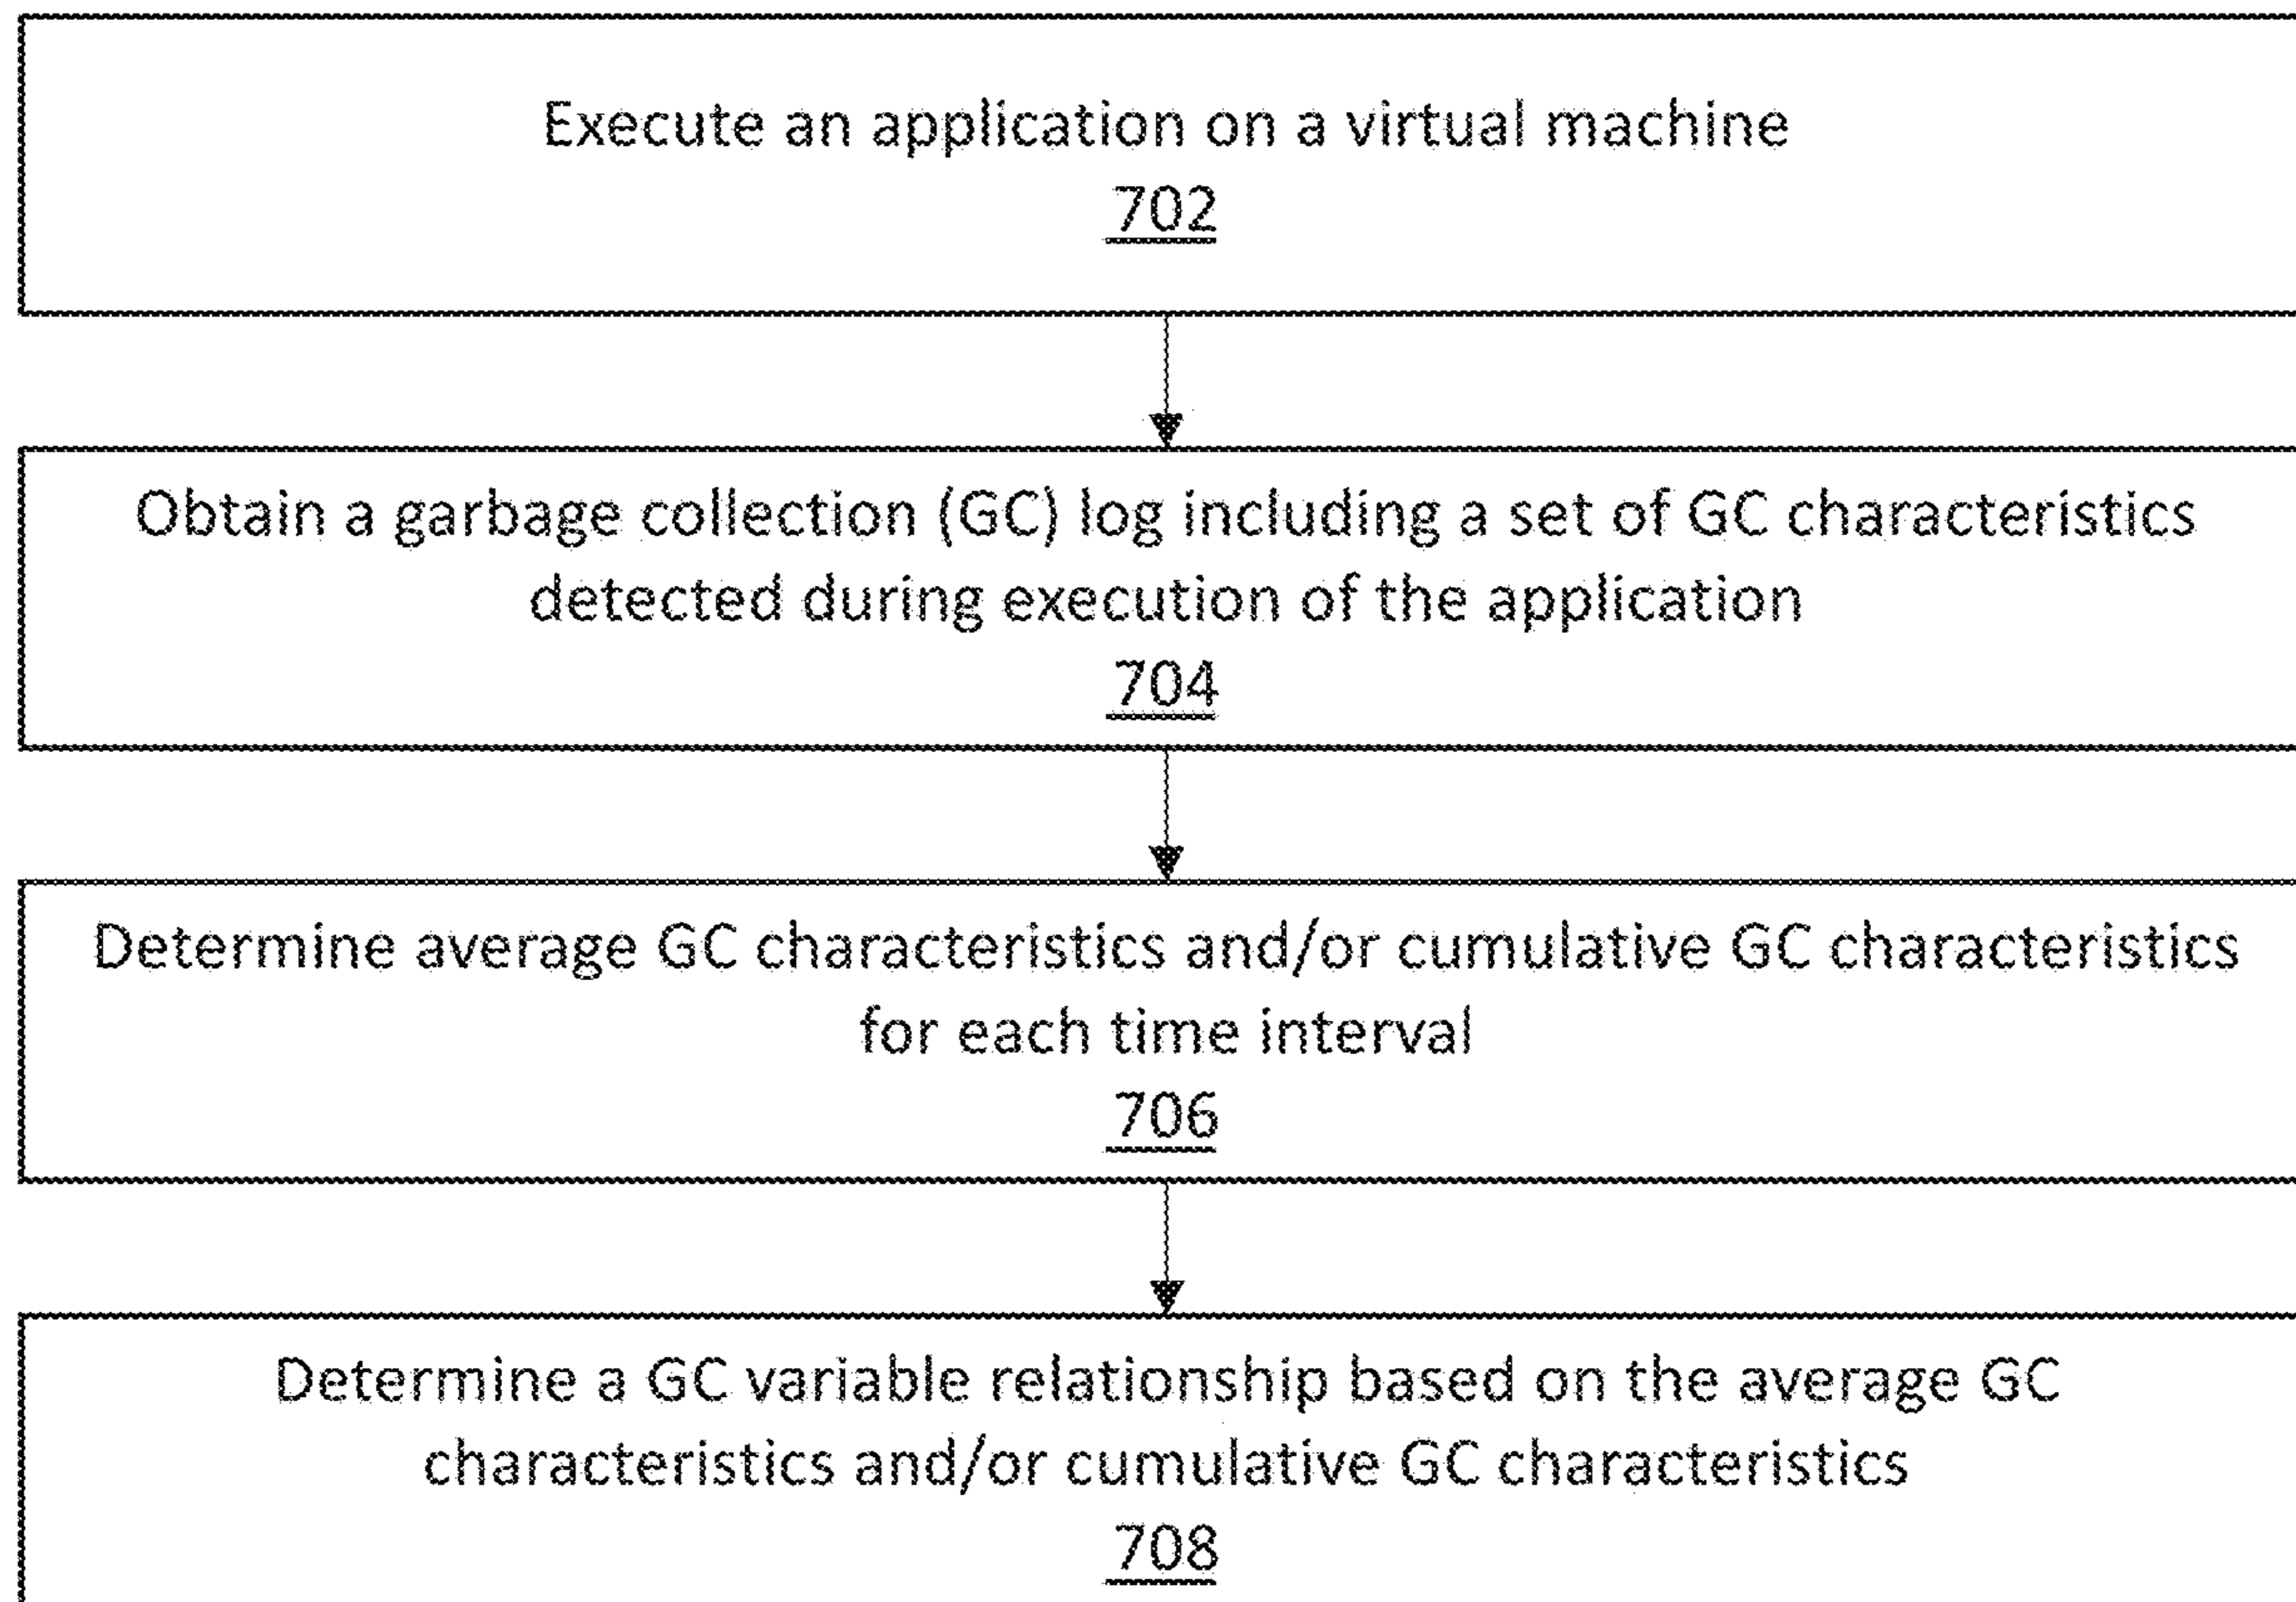 Execute an application on a virtual machine
702
Obtain a garbage collection (GC) log including a set of GC characteristics
detected during execution of the application
704
Determine average GC characteristics and/or cumulative GC characteristics
for each time interval
706
Determine a GC variable relationship based on the average GC
characteristics and/or cumulative GC characteristics
708